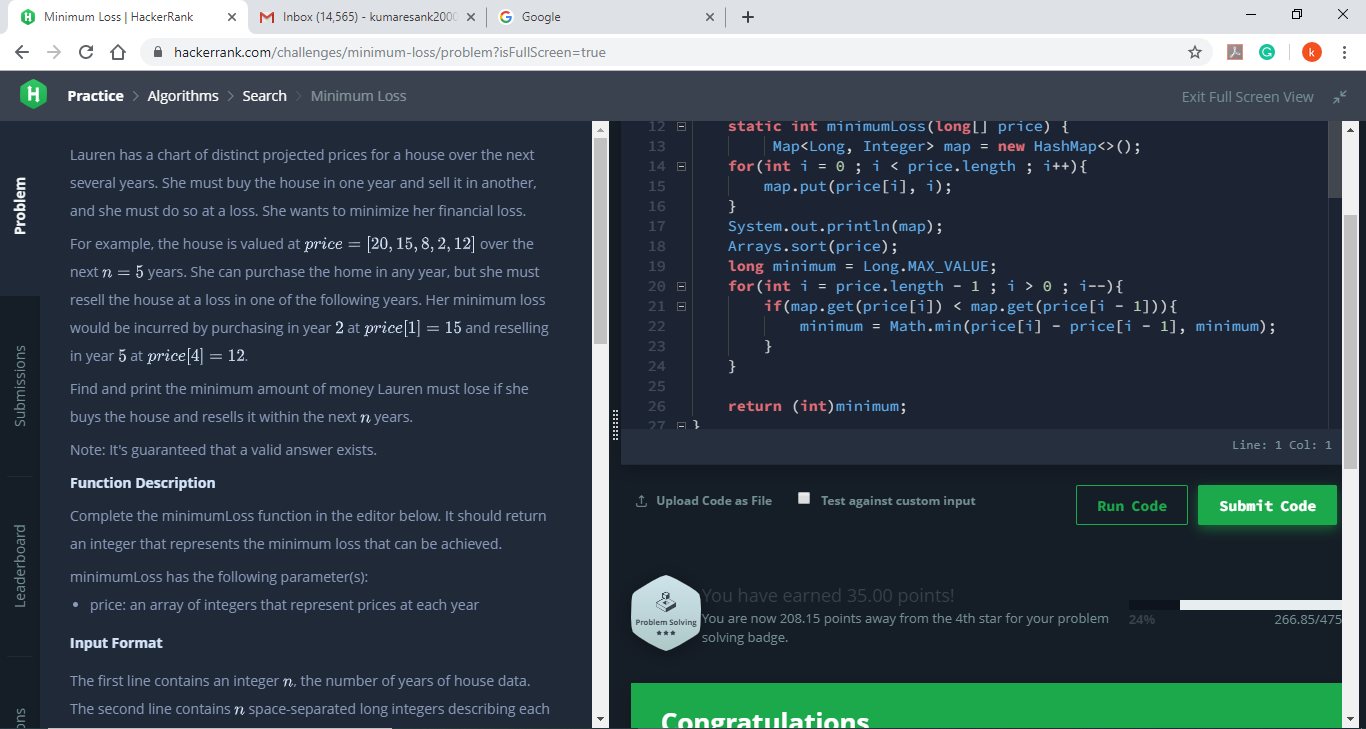 Minimum Loss | HackerRank
Inbox (14,565) - kumaresank2000
Google
hackerrank.com/challenges/minimum-loss/problem?isFullScreen=true
k
H
Practice > Algorithms > Search > Minimum Loss
Exit Full Screen View
Problem
Submissions
Leaderboard
Lauren has a chart of distinct projected prices for a house over the next
several years. She must buy the house in one year and sell it in another,
and she must do so at a loss. She wants to minimize her financial loss.
For example, the house is valued at price = [20, 15, 8, 2, 12] over the
next n = 5 years. She can purchase the home in any year, but she must
resell the house at a loss in one of the following years. Her minimum loss
would be incurred by purchasing in year 2 at price[1] = 15 and reselling
in year 5 at price[4] = 12.
Find and print the minimum amount of money Lauren must lose if she
buys the house and resells it within the next n years.
Note: It's guaranteed that a valid answer exists.
Function Description
Complete the minimumLoss function in the editor below. It should return
an integer that represents the minimum loss that can be achieved.
minimumLoss has the following parameter(s):
• price: an array of integers that represent prices at each year
Input Format
The first line contains an integer n, the number of years of house data.
The second line contains n space-separated long integers describing each
12 static int minimumLoss(long[] price) {
13 Map<Long, Integer> map = new HashMap<>();
14 for(int i = 0 ; i < price.length ; i++){
15 map.put(price[i], i);
16 }
17 System.out.println(map);
18 Arrays.sort(price);
19 long minimum = Long.MAX_VALUE;
20 for(int i = price.length - 1 ; i > 0 ; i--){
21 if(map.get(price[i]) < map.get(price[i - 1])){
22 minimum = Math.min(price[i] - price[i - 1], minimum);
23 }
24 }
25
26 return (int)minimum;
27 }
Line: 1 Col: 1
Upload Code as File
Test against custom input
Run Code
Submit Code
Problem Solving
You have earned 35.00 points!
You are now 208.15 points away from the 4th star for your problem
solving badge.
24%
266.85/475
Congratulations